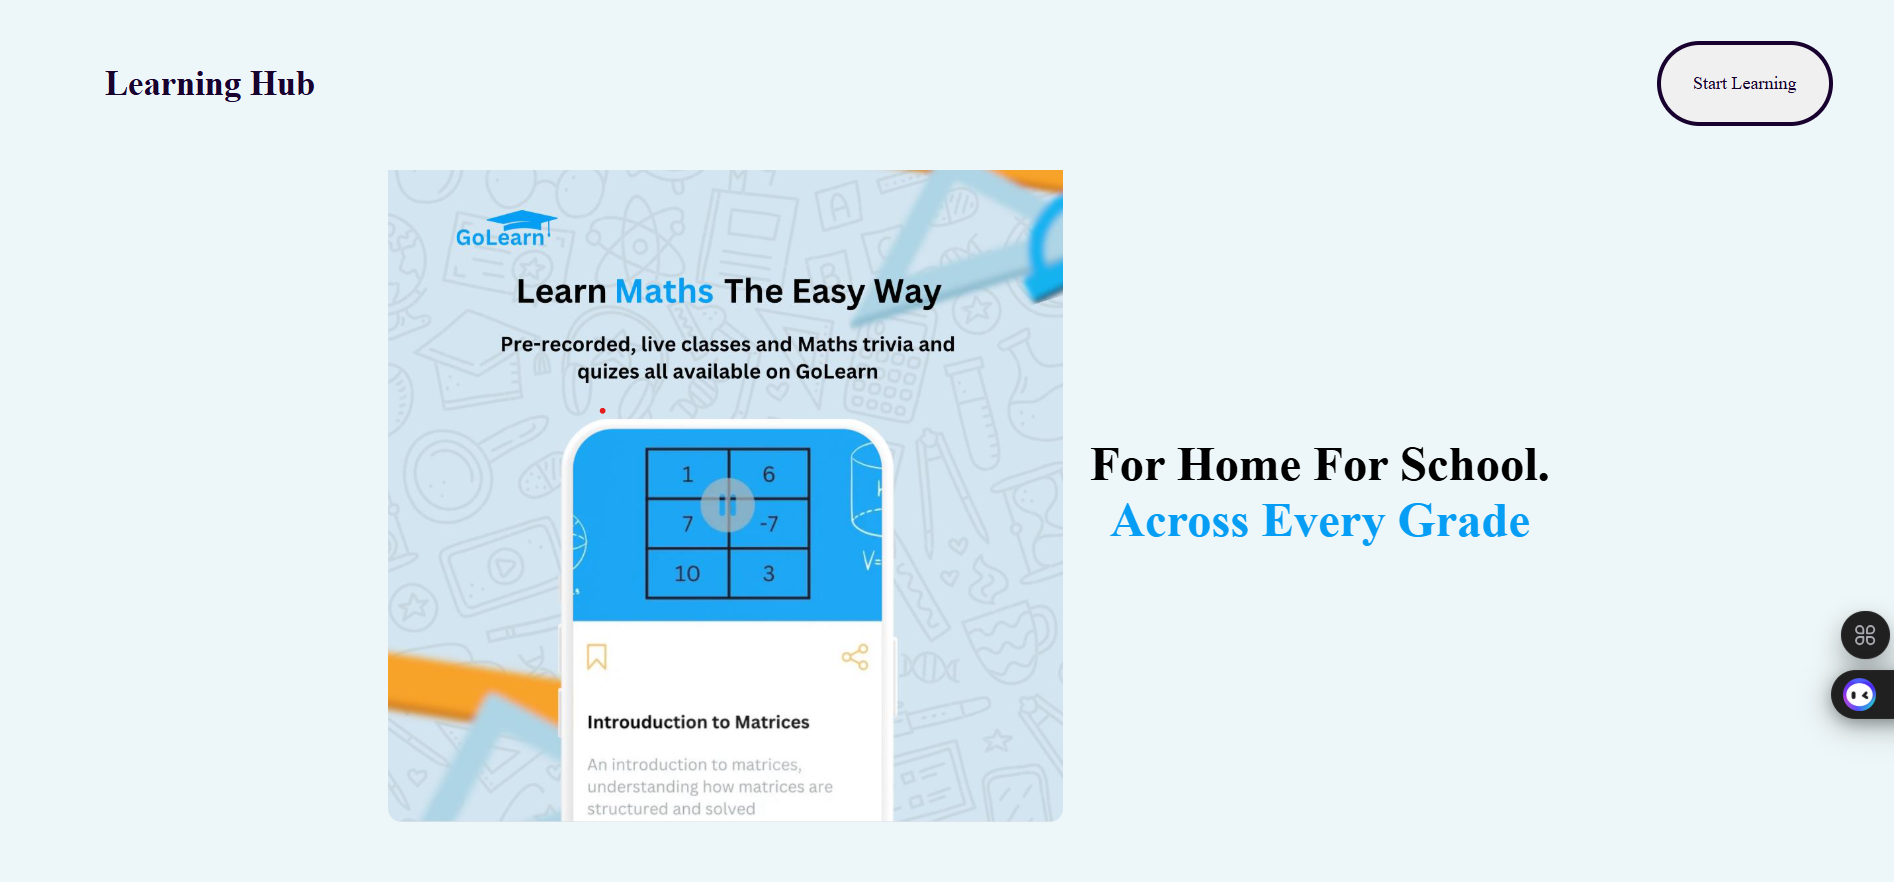 Learning Hub
Start Learning
GoLearn
Learn Maths The Easy Way
Pre-recorded, live classes and Maths trivia and
quizes all available on GoLearn
1 6
7 -7
10 3
V=
For Home For School.
Across Every Grade
Introuduction to Matrices
An introduction to matrices,
understanding how matrices are
structured and solved